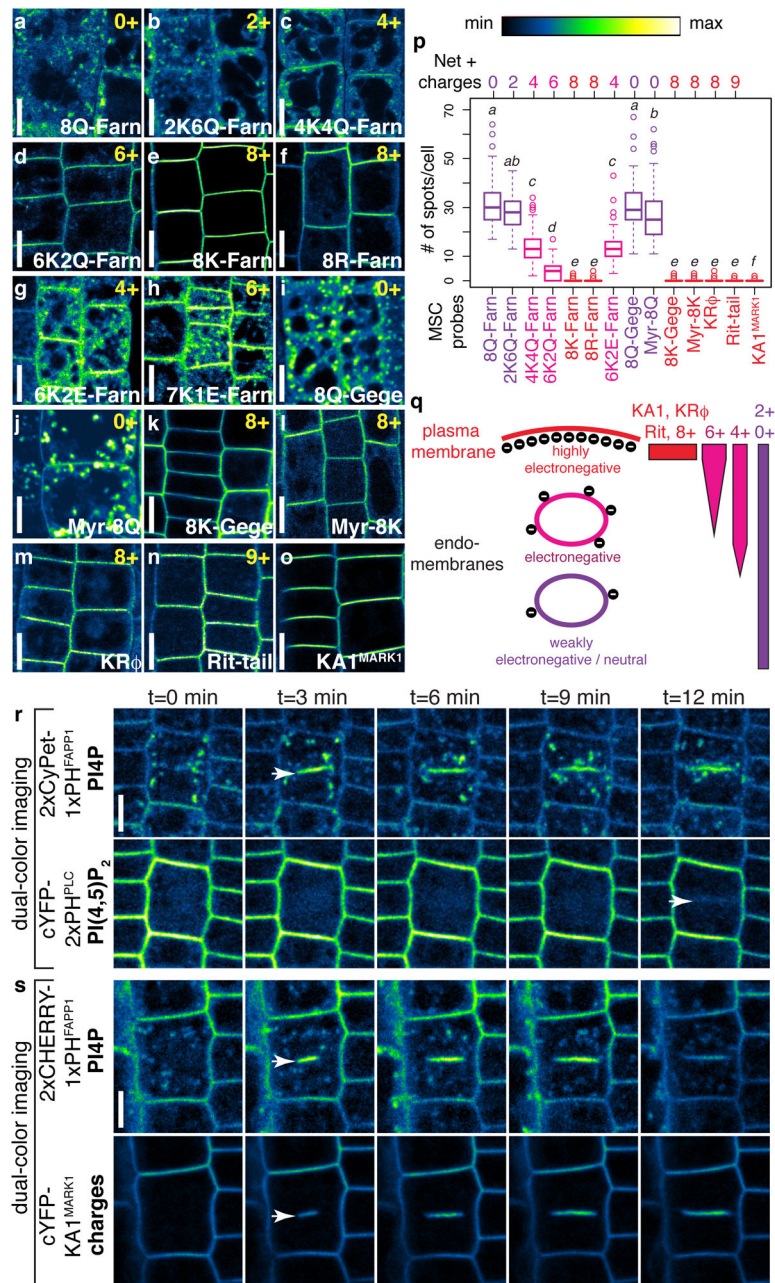 min max
a 0+ 8Q-Farn
b 2+ 2K6Q-Farn
c 4+ 4K4Q-Farn
d 6+ 6K2Q-Farn
e 8+ 8K-Farn
f 8+ 8R-Farn
g 4+ 6K2E-Farn
h 6+ 7K1E-Farn
i 8Q-Gege
j 0+ Myr-8Q
k 8+ 8K-Gege
l 8+ Myr-8K
m 8+ KRϕ
n 9+ Rit-tail
o KA1MARK1
p
Net + charges
0 2 4 6 8 8 4 0 0 8 8 8 9
# of spots/cell
70
50
30
10
0
a ab c d e e c a b e e e e f
MSC probes
8Q-Farn
2K6Q-Farn
4K4Q-Farn
6K2Q-Farn
8K-Farn
8R-Farn
6K2E-Farn
8Q-Gege
Myr-8Q
8K-Gege
Myr-8K
KRϕ
Rit-tail
KA1MARK1
q
plasma membrane
highly electronegative
KA1, KRϕ
Rit, 8+ 6+ 4+
2+
0+
endo-
membranes
electronegative
weakly
electronegative / neutral
t=0 min t=3 min t=6 min t=9 min t=12 min
r
dual-color imaging
2xCyPet-
1xPHFAPP1
PI4P
cYFP-
2xPHPLC
PI(4,5)P2
s
dual-color imaging
2xCHERRY-
1xPHFAPP1
PI4P
cYFP-
KA1MARK1
charges